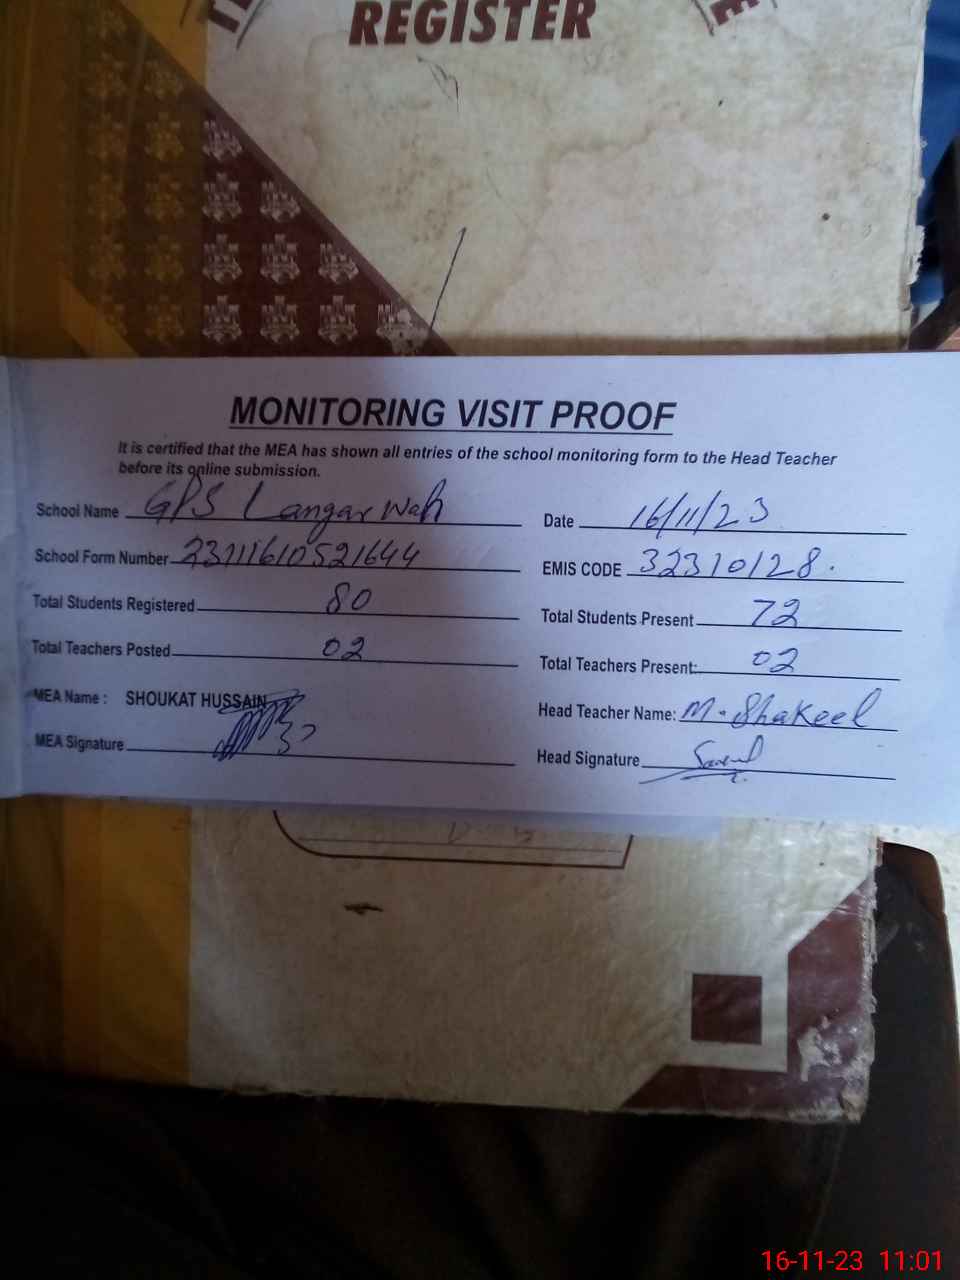 REGISTER
MONITORING VISIT PROOF
It is certified that the MEA has shown all entries of the school monitoring form to the Head Teacher
before its online submission.
School Name GPS Langar Wah Date 16/11/23
School Form Number 23111610521644 EMIS CODE 32310128.
Total Students Registered 80 Total Students Present 72
Total Teachers Posted 02 Total Teachers Present: 02
MEA Name : SHOUKAT HUSSAIN Head Teacher Name: M. Shakeel
MEA Signature Head Signature
16-11-23 11:01